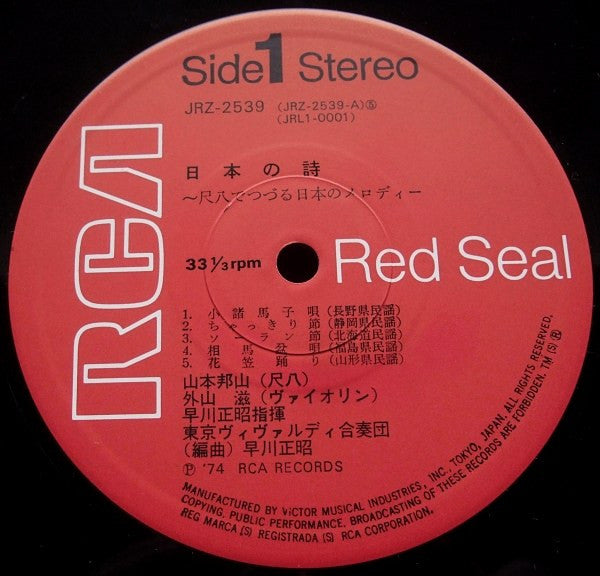 Side 1 Stereo
JRZ-2539 (JRZ-2539-A)⑤
(JRL1-0001)
RCA
日本の詩
～尺八でつづる日本のメロディー
33 1/3 rpm
Red Seal
1. 小諸馬子唄(長野県民謡)
2. ちゃっきり節(静岡県民謡)
3. ソーラン節(北海道民謡)
4. 相馬盆唄(福島県民謡)
5. 花笠踊り(山形県民謡)
山本邦山(尺八)
外山 滋(ヴァイオリン)
早川正昭指揮
東京ヴィヴァルディ合奏団
(編曲)早川正昭
℗ '74 RCA RECORDS
MANUFACTURED BY VICTOR MUSICAL INDUSTRIES, INC., TOKYO, JAPAN. ALL RIGHTS RESERVED.
COPYING, PUBLIC PERFORMANCE, BROADCASTING OF THESE RECORDS ARE FORBIDDEN. TM (S) ®
REG MARCA (S) REGISTRADA (S) RCA CORPORATION.